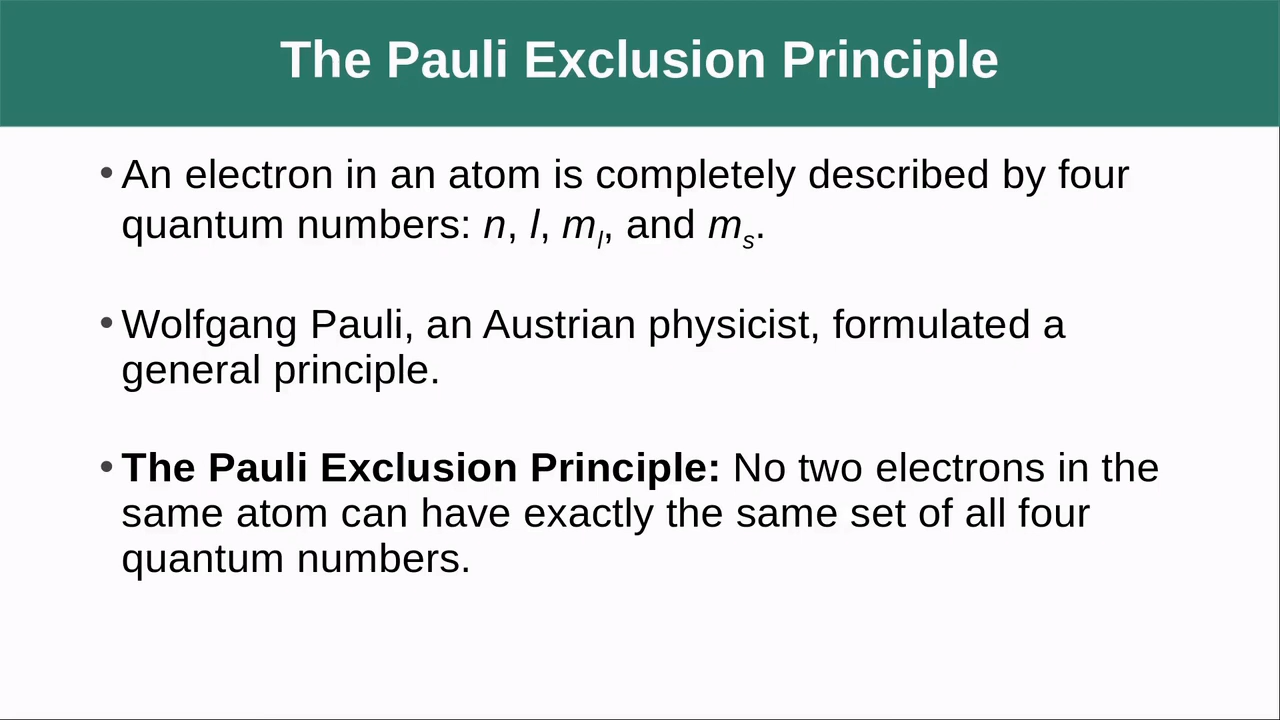 The Pauli Exclusion Principle
• An electron in an atom is completely described by four
quantum numbers: n, l, mₗ, and mₛ.
• Wolfgang Pauli, an Austrian physicist, formulated a
general principle.
• The Pauli Exclusion Principle: No two electrons in the
same atom can have exactly the same set of all four
quantum numbers.